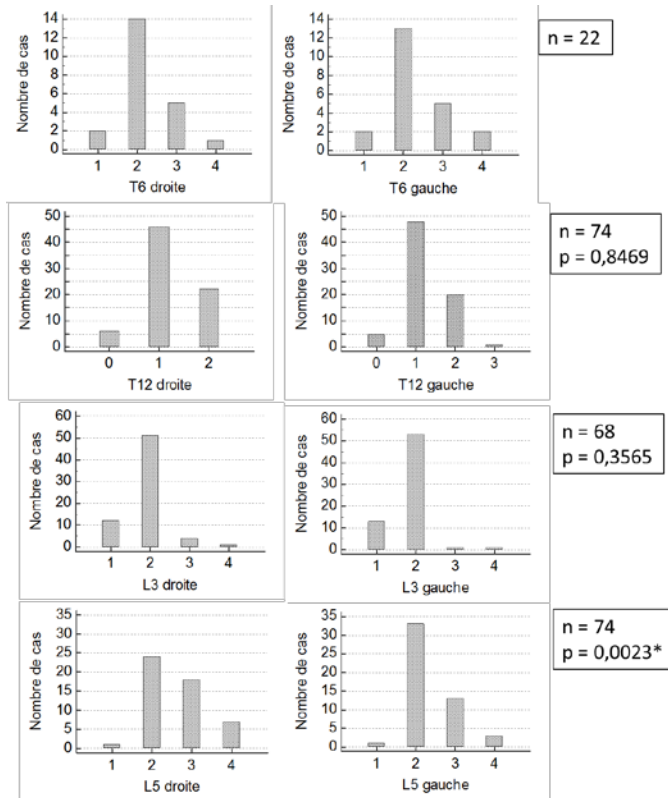 Nombre de cas
14
12
10
8
6
4
2
0
1 2 3 4
T6 droite
Nombre de cas
14
12
10
8
6
4
2
0
1 2 3 4
T6 gauche
n = 22
Nombre de cas
50
40
30
20
10
0
0 1 2
T12 droite
Nombre de cas
50
40
30
20
10
0
0 1 2 3
T12 gauche
n = 74
p = 0,8469
Nombre de cas
60
50
40
30
20
10
0
1 2 3 4
L3 droite
Nombre de cas
60
50
40
30
20
10
0
1 2 3 4
L3 gauche
n = 68
p = 0,3565
Nombre de cas
35
30
25
20
15
10
5
0
1 2 3 4
L5 droite
Nombre de cas
35
30
25
20
15
10
5
0
1 2 3 4
L5 gauche
n = 74
p = 0,0023*